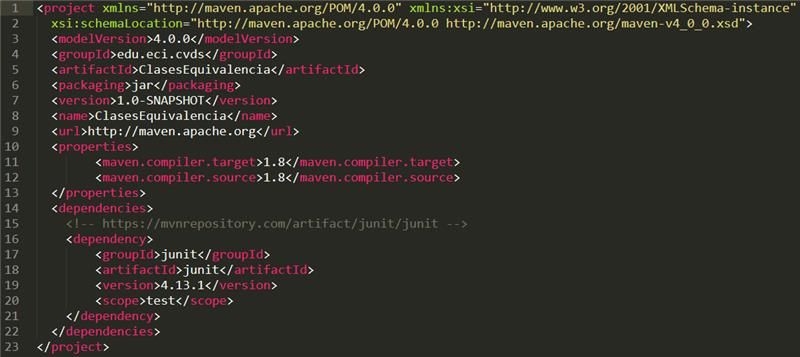 1 <project xmlns="http://maven.apache.org/POM/4.0.0" xmlns:xsi="http://www.w3.org/2001/XMLSchema-instance"
2 xsi:schemaLocation="http://maven.apache.org/POM/4.0.0 http://maven.apache.org/maven-v4_0_0.xsd">
3 <modelVersion>4.0.0</modelVersion>
4 <groupId>edu.eci.cvds</groupId>
5 <artifactId>ClasesEquivalencia</artifactId>
6 <packaging>jar</packaging>
7 <version>1.0-SNAPSHOT</version>
8 <name>ClasesEquivalencia</name>
9 <url>http://maven.apache.org</url>
10 <properties>
11 <maven.compiler.target>1.8</maven.compiler.target>
12 <maven.compiler.source>1.8</maven.compiler.source>
13 </properties>
14 <dependencies>
15 <!-- https://mvnrepository.com/artifact/junit/junit -->
16 <dependency>
17 <groupId>junit</groupId>
18 <artifactId>junit</artifactId>
19 <version>4.13.1</version>
20 <scope>test</scope>
21 </dependency>
22 </dependencies>
23 </project>